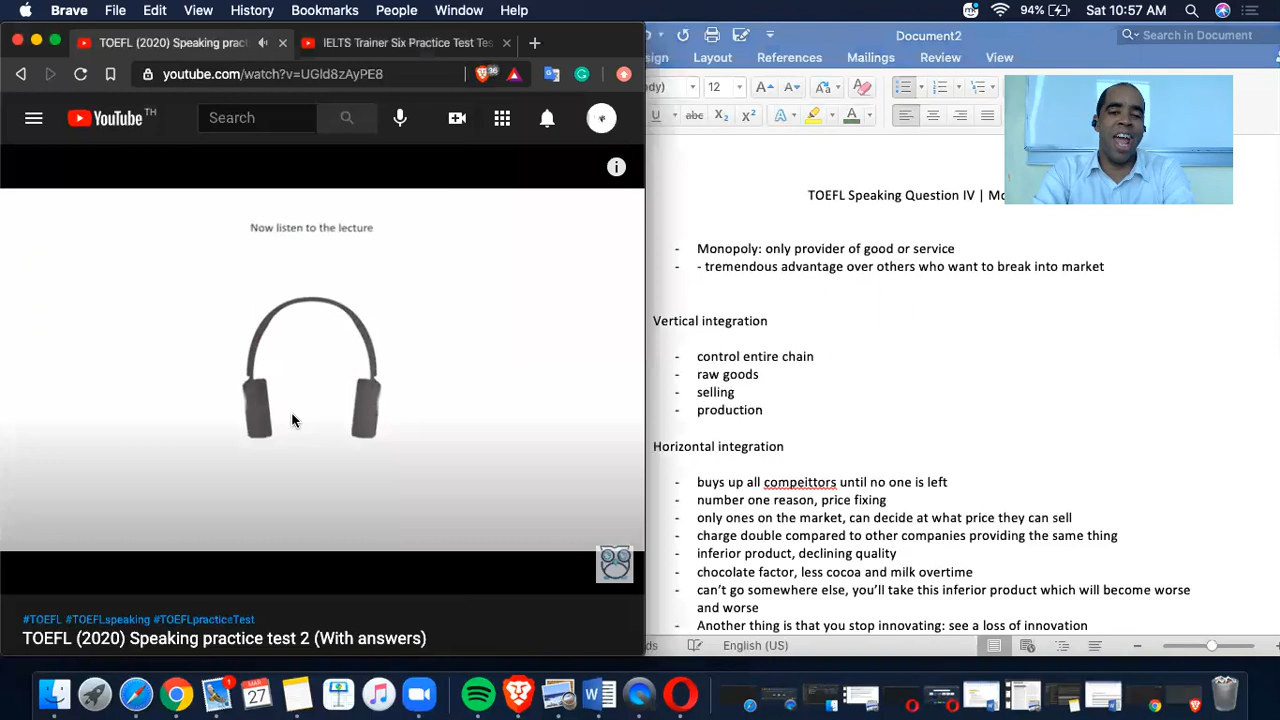 Brave File Edit View History Bookmarks People Window Help 94% Sat 10:57 AM
TOEFL (2020) Speaking prac
IELTS Trainer Six Practice Test Tes
Document2
Search in Document
youtube.com/watch?v=UGld8zAyPE8
36
Layout References Mailings Review View
12
YouTube TH
Search
Now listen to the lecture
#TOEFL #TOEFLspeaking #TOEFLpracticeTest
TOEFL (2020) Speaking practice test 2 (With answers)
TOEFL Speaking Question IV | Mo
- Monopoly: only provider of good or service
- - tremendous advantage over others who want to break into market
Vertical integration
- control entire chain
- raw goods
- selling
- production
Horizontal integration
- buys up all compeittors until no one is left
- number one reason, price fixing
- only ones on the market, can decide at what price they can sell
- charge double compared to other companies providing the same thing
- inferior product, declining quality
- chocolate factor, less cocoa and milk overtime
- can't go somewhere else, you'll take this inferior product which will become worse
and worse
- Another thing is that you stop innovating: see a loss of innovation
English (US)
1
MAR
27